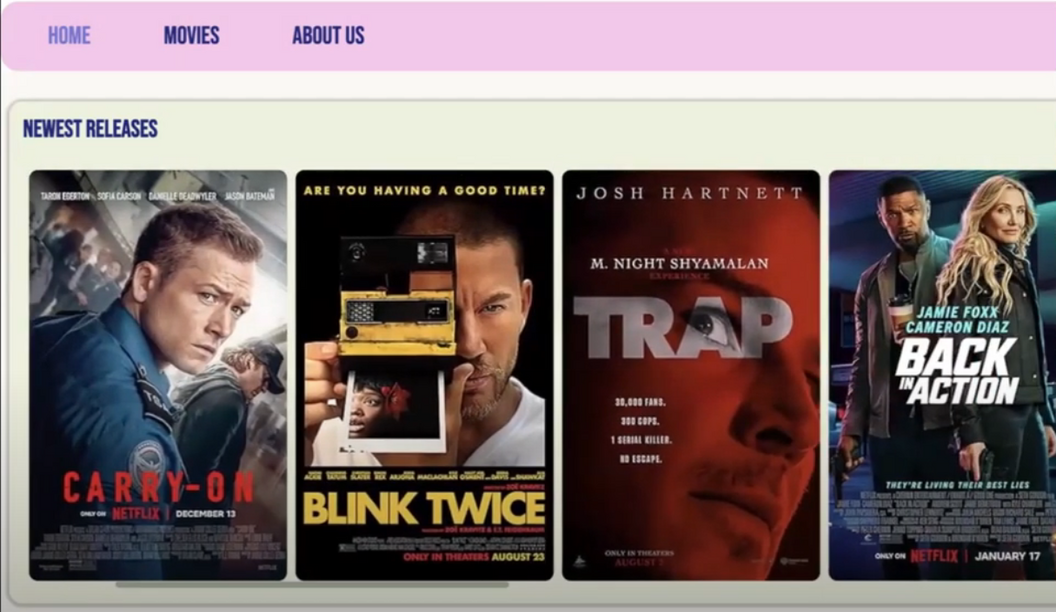 HOME MOVIES ABOUT US
NEWEST RELEASES
TARON EGERTON SOFIA CARSON DANIELLE DEADWYLER AND JASON BATEMAN
CARRY-ON
ONLY ON NETFLIX | DECEMBER 13
NETFLIX
ARE YOU HAVING A GOOD TIME?
BLINK TWICE
ONLY IN THEATERS AUGUST 23
JOSH HARTNETT
A NEW
M. NIGHT SHYAMALAN
EXPERIENCE
TRAP
30,000 FANS.
300 COPS.
1 SERIAL KILLER.
NO ESCAPE.
ONLY IN THEATERS
AUGUST
JAMIE FOXX
CAMERON DIAZ
BACK
IN ACTION
THEY'RE LIVING THEIR BEST LIES
ONLY ON NETFLIX | JANUARY 17